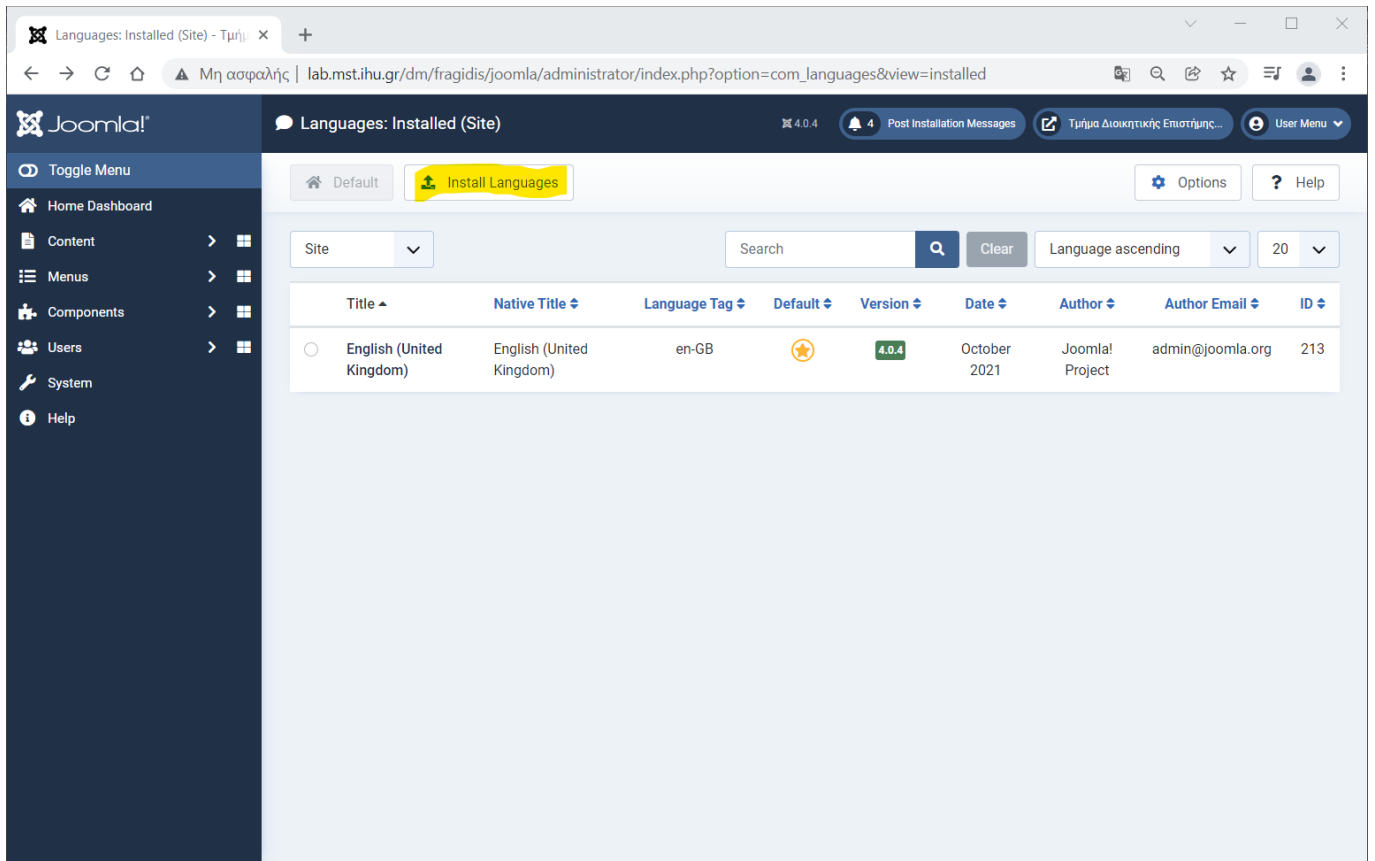 Languages: Installed (Site) - Τμήμ
Μη ασφαλής | lab.mst.ihu.gr/dm/fragidis/joomla/administrator/index.php?option=com_languages&view=installed
Joomla!®
Languages: Installed (Site)
4.0.4
4 Post Installation Messages
Τμήμα Διοικητικής Επιστήμης...
User Menu
Toggle Menu
Home Dashboard
Content
Menus
Components
Users
System
Help
Default
Install Languages
Options
? Help
Site
Search
Clear
Language ascending
20
Title
Native Title
Language Tag
Default
Version
Date
Author
Author Email
ID
English (United
Kingdom)
English (United
Kingdom)
en-GB
4.0.4
October
2021
Joomla!
Project
admin@joomla.org
213